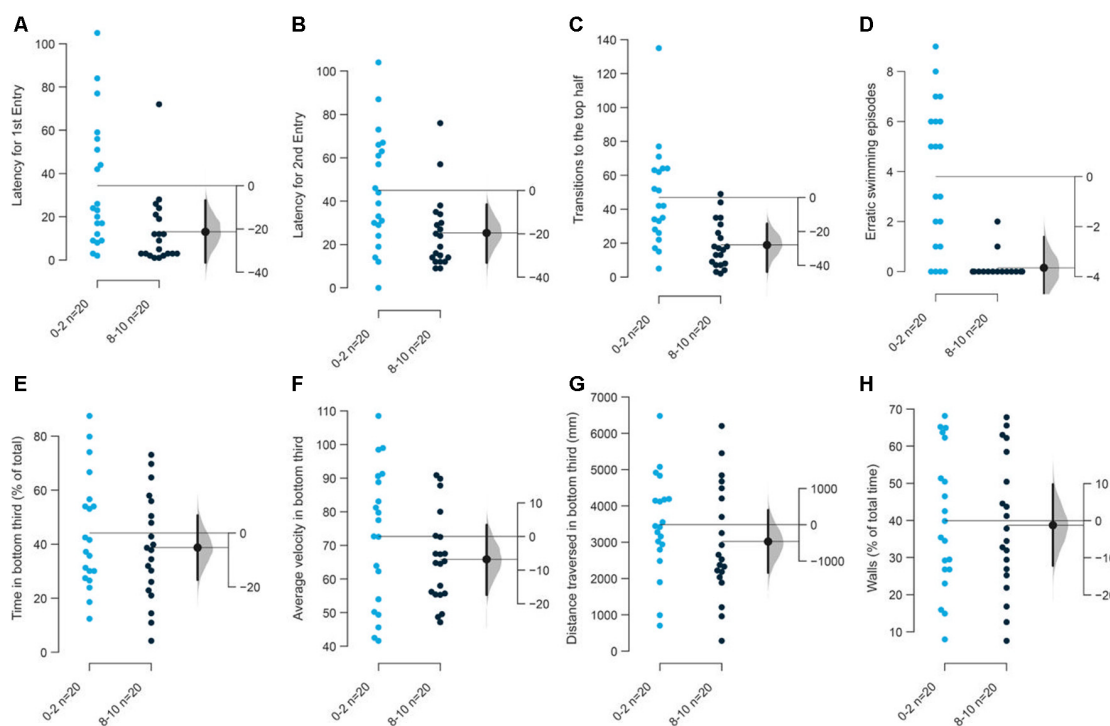 A
Latency for 1st Entry
100
80
60
40
20
0
0
−20
−40
0-2 n=20
8-10 n=20
B
Latency for 2nd Entry
100
80
60
40
20
0
0
−20
−40
0-2 n=20
8-10 n=20
C
Transitions to the top half
140
120
100
80
60
40
20
0
0
−20
−40
0-2 n=20
8-10 n=20
D
Erratic swimming episodes
8
6
4
2
0
0
−2
−4
0-2 n=20
8-10 n=20
E
Time in bottom third (% of total)
80
60
40
20
0
0
−20
0-2 n=20
8-10 n=20
F
Average velocity in bottom third
110
100
90
80
70
60
50
40
10
0
−10
−20
0-2 n=20
8-10 n=20
G
Distance traversed in bottom third (mm)
7000
6000
5000
4000
3000
2000
1000
0
1000
0
−1000
0-2 n=20
8-10 n=20
H
Walls (% of total time)
70
60
50
40
30
20
10
10
0
−10
−20
0-2 n=20
8-10 n=20